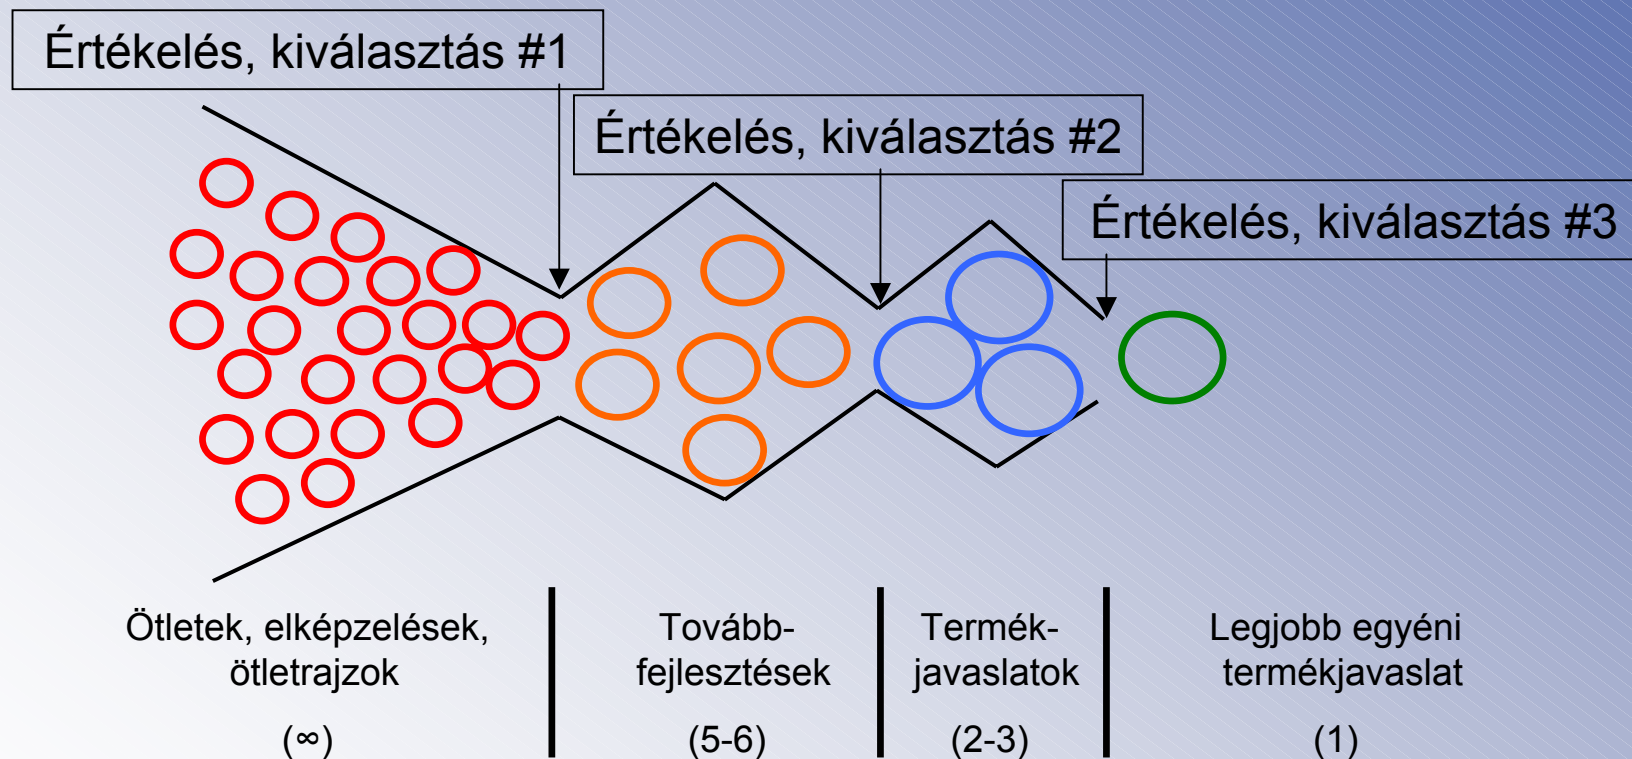 Értékelés, kiválasztás #1
Értékelés, kiválasztás #2
Értékelés, kiválasztás #3
Ötletek, elképzelések,
ötletrajzok
(∞)
Tovább-
fejlesztések
(5-6)
Termék-
javaslatok
(2-3)
Legjobb egyéni
termékjavaslat
(1)